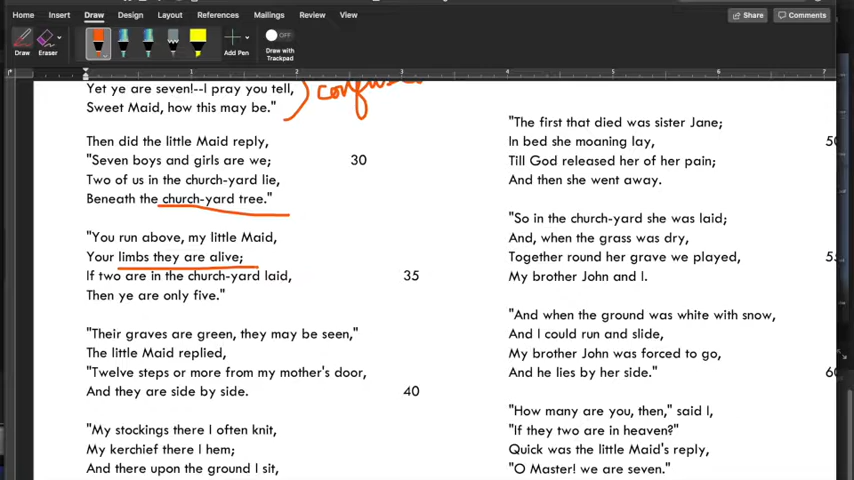 Home Insert Draw Design Layout References Mailings Review View
Share Comments
OFF
Draw Eraser Add Pen Draw with
Trackpad
1 2 3 4 5 6 7
Yet ye are seven!--I pray you tell,
Sweet Maid, how this may be."
Then did the little Maid reply,
"Seven boys and girls are we; 30
Two of us in the church-yard lie,
Beneath the church-yard tree."
"You run above, my little Maid,
Your limbs they are alive;
If two are in the church-yard laid, 35
Then ye are only five."
"Their graves are green, they may be seen,"
The little Maid replied,
"Twelve steps or more from my mother's door,
And they are side by side. 40
"My stockings there I often knit,
My kerchief there I hem;
And there upon the ground I sit,
"The first that died was sister Jane;
In bed she moaning lay, 50
Till God released her of her pain;
And then she went away.
"So in the church-yard she was laid;
And, when the grass was dry,
Together round her grave we played, 55
My brother John and I.
"And when the ground was white with snow,
And I could run and slide,
My brother John was forced to go,
And he lies by her side." 60
"How many are you, then," said I,
"If they two are in heaven?"
Quick was the little Maid's reply,
"O Master! we are seven."